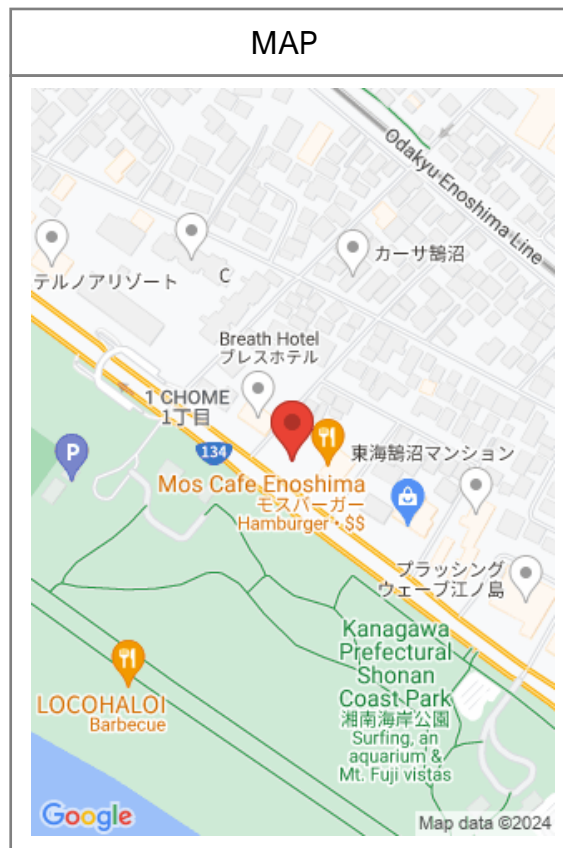 MAP
Odakyu Enoshima Line
カーサ鵠沼
テルノアリゾート
C
Breath Hotel
ブレスホテル
1 CHOME
1丁目
134
P
東海鵠沼マンション
Mos Cafe Enoshima
モスバーガー
Hamburger · $$
プラッシング
ウェーブ江ノ島
Kanagawa
Prefectural
Shonan
Coast Park
湘南海岸公園
Surfing, an
aquarium &
Mt. Fuji vistas
LOCOHALOI
Barbecue
Google
Map data ©2024